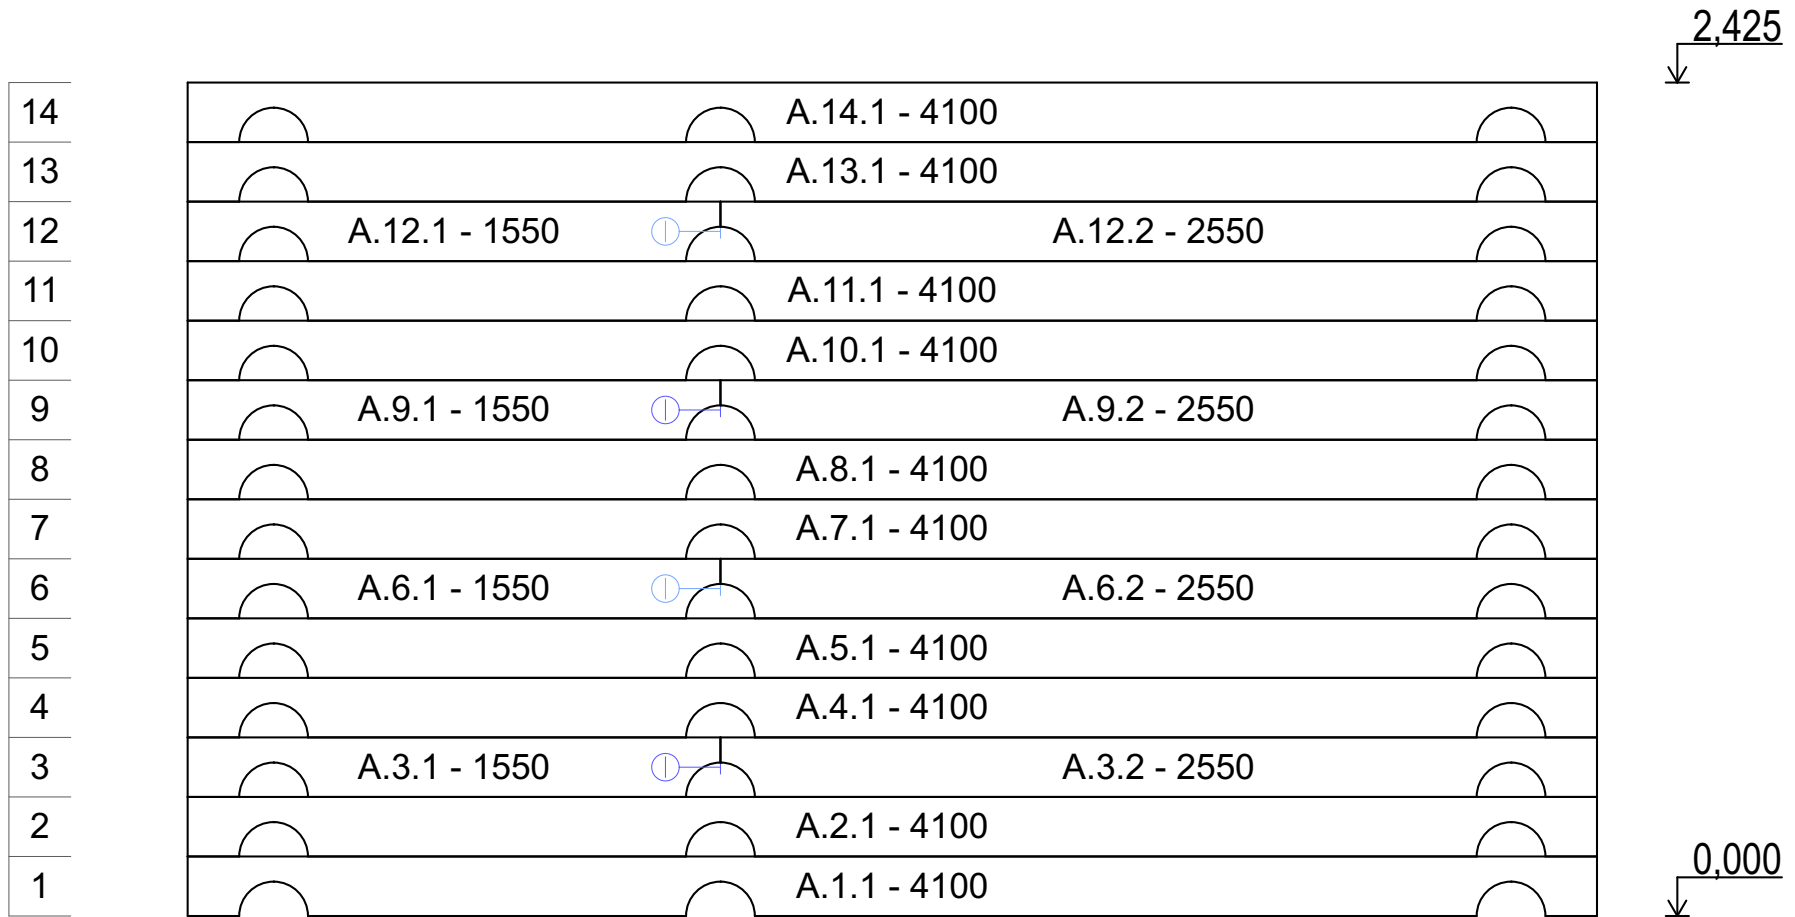 2,425
14 A.14.1 - 4100
13 A.13.1 - 4100
12 A.12.1 - 1550 A.12.2 - 2550
11 A.11.1 - 4100
10 A.10.1 - 4100
9 A.9.1 - 1550 A.9.2 - 2550
8 A.8.1 - 4100
7 A.7.1 - 4100
6 A.6.1 - 1550 A.6.2 - 2550
5 A.5.1 - 4100
4 A.4.1 - 4100
3 A.3.1 - 1550 A.3.2 - 2550
2 A.2.1 - 4100
0,000
1 A.1.1 - 4100